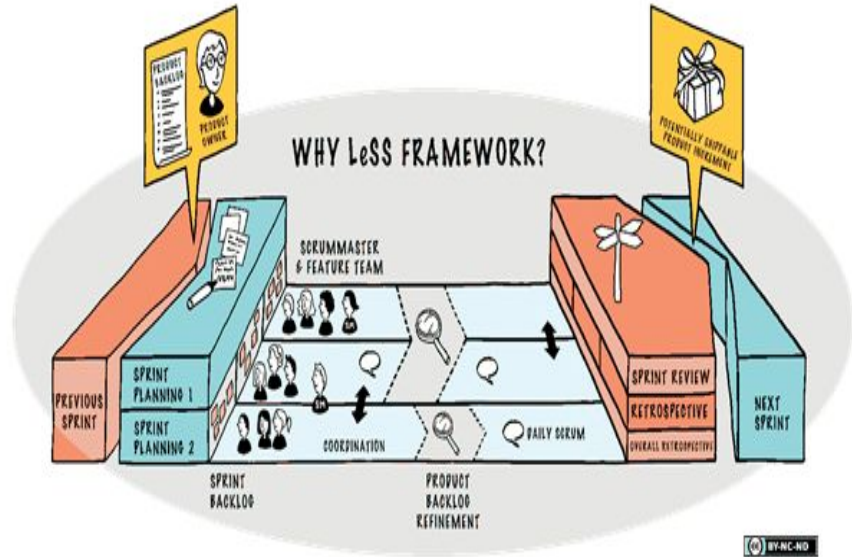 PRODUCT
BACKLOG
PRODUCT
OWNER
POTENTIALLY SHIPPABLE
PRODUCT INCREMENT
WHY LeSS FRAMEWORK?
SCRUMMASTER
& FEATURE TEAM
SM
SM
PREVIOUS
SPRINT
SPRINT
PLANNING 1
SPRINT
PLANNING 2
COORDINATION
DAILY SCRUM
SPRINT REVIEW
RETROSPECTIVE
OVERALL RETROSPECTIVE
NEXT
SPRINT
SPRINT
BACKLOG
PRODUCT
BACKLOG
REFINEMENT
cc BY-NC-ND